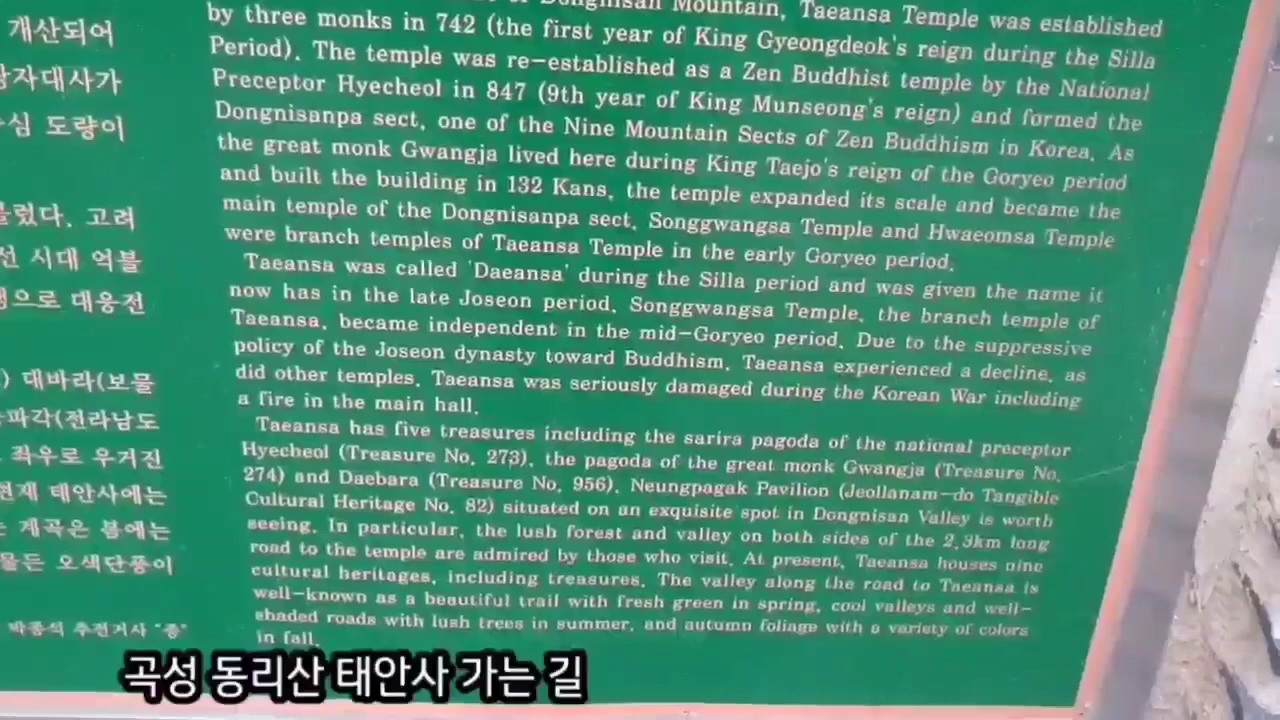 개산되어
광자대사가
심 도량이
고려
선 시대 억불
으로 대웅전
대바라(보물
파각(전라남도
좌우로 우거진
현재 태안사에는
계곡은 봄에는
물든 오색단풍이
박종석 추전거사 "증"
Dongnisan Mountain, Taeansa Temple was established
by three monks in 742 (the first year of King Gyeongdeok's reign during the Silla
Period). The temple was re-established as a Zen Buddhist temple by the National
Preceptor Hyecheol in 847 (9th year of King Munseong's reign) and formed the
Dongnisanpa sect, one of the Nine Mountain Sects of Zen Buddhism in Korea. As
the great monk Gwangja lived here during King Taejo's reign of the Goryeo period
and built the building in 132 Kans, the temple expanded its scale and became the
main temple of the Dongnisanpa sect. Songgwangsa Temple and Hwaeomsa Temple
were branch temples of Taeansa Temple in the early Goryeo period.
Taeansa was called 'Daeansa' during the Silla period and was given the name it
now has in the late Joseon period. Songgwangsa Temple, the branch temple of
Taeansa, became independent in the mid-Goryeo period. Due to the suppressive
policy of the Joseon dynasty toward Buddhism, Taeansa experienced a decline, as
did other temples. Taeansa was seriously damaged during the Korean War including
a fire in the main hall.
Taeansa has five treasures including the sarira pagoda of the national preceptor
Hyecheol (Treasure No. 273), the pagoda of the great monk Gwangja (Treasure No.
274) and Daebara (Treasure No. 956). Neungpagak Pavilion (Jeollanam-do Tangible
Cultural Heritage No. 82) situated on an exquisite spot in Dongnisan Valley is worth
seeing. In particular, the lush forest and valley on both sides of the 2.3km long
road to the temple are admired by those who visit. At present, Taeansa houses nine
cultural heritages, including treasures. The valley along the road to Taeansa is
well-known as a beautiful trail with fresh green in spring, cool valleys and well-
shaded roads with lush trees in summer, and autumn foliage with a variety of colors
in fall.
곡성 동리산 태안사 가는 길